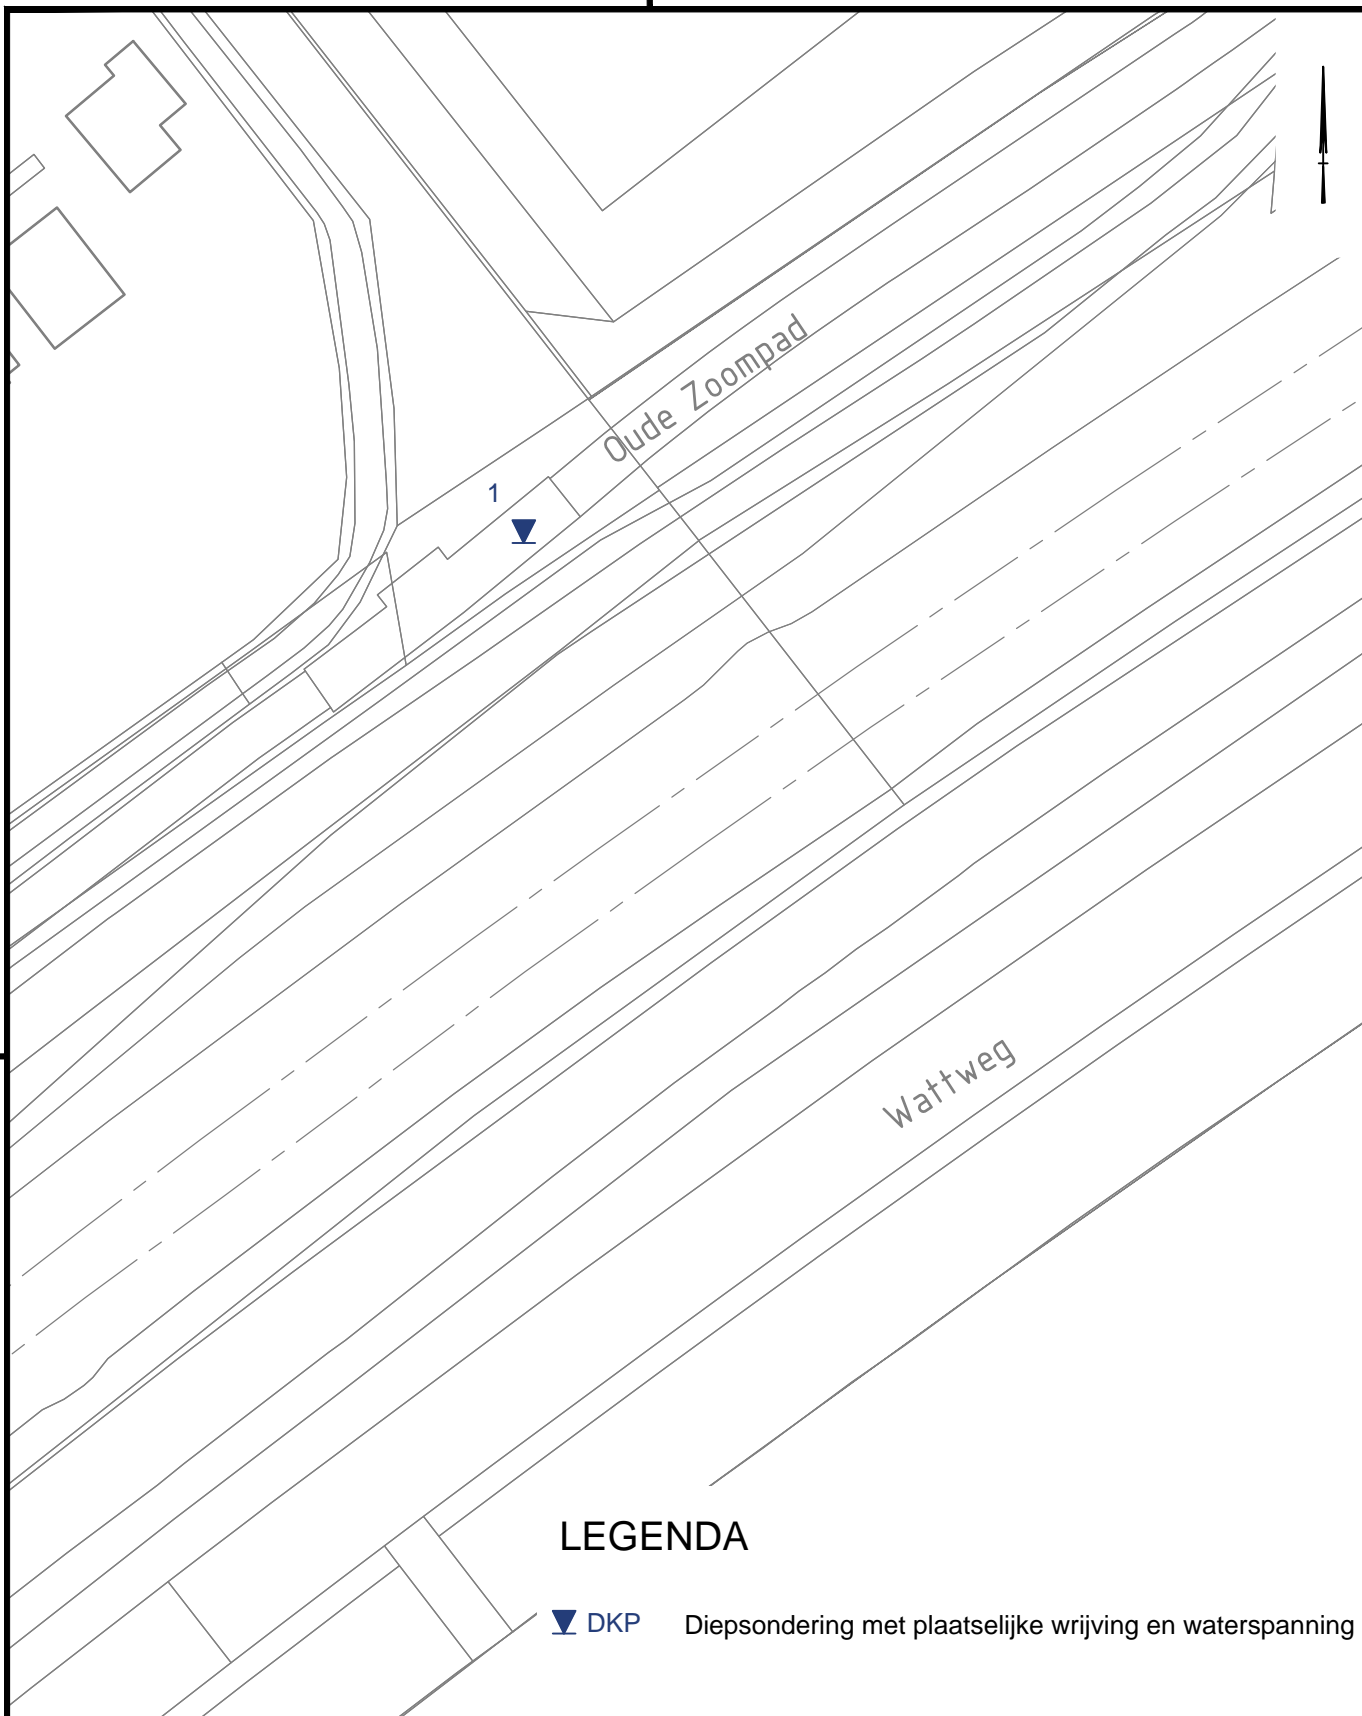 Oude Zoompad
1
Wattweg
LEGENDA
DKP Diepsondering met plaatselijke wrijving en waterspanning